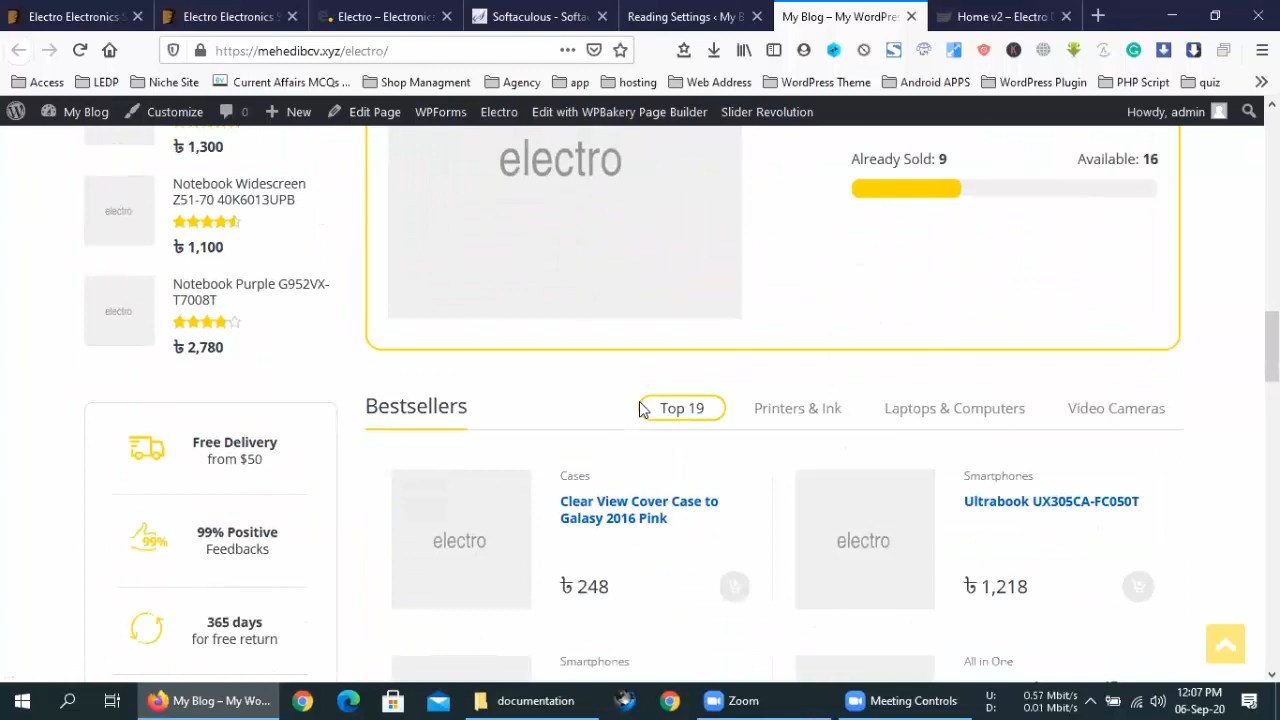 Electro Electronics
Electro Electronics
Electro – Electronic
Softaculous - Softa
Reading Settings ‹ My B
My Blog – My WordPre
Home v2 – Electro
https://mehedibcv.xyz/electro/
Access
LEDP
Niche Site
Current Affairs MCQs ...
Shop Managment
Agency
app
hosting
Web Address
WordPress Theme
Android APPS
WordPress Plugin
PHP Script
quiz
My Blog
Customize
0
New
Edit Page
WPForms
Electro
Edit with WPBakery Page Builder
Slider Revolution
Howdy, admin
৳ 1,300
Notebook Widescreen
Z51-70 40K6013UPB
electro
৳ 1,100
Notebook Purple G952VX-
T7008T
electro
৳ 2,780
electro
Already Sold: 9
Available: 16
Free Delivery
from $50
99%
99% Positive
Feedbacks
365 days
for free return
Bestsellers
Top 19
Printers & Ink
Laptops & Computers
Video Cameras
electro
Cases
Clear View Cover Case to
Galasy 2016 Pink
৳ 248
electro
Smartphones
Ultrabook UX305CA-FC050T
৳ 1,218
Smartphones
All in One
My Blog – My Wo...
documentation
Zoom
Meeting Controls
U: 0.57 Mbit/s
D: 0.01 Mbit/s
12:07 PM
06-Sep-20